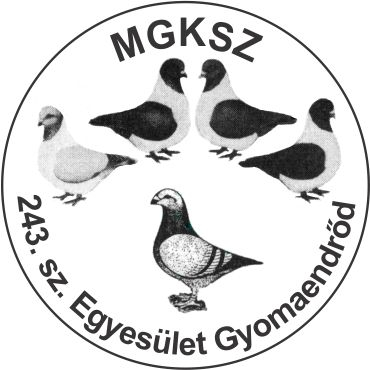 MGKSZ
243. sz. Egyesület Gyomaendrőd